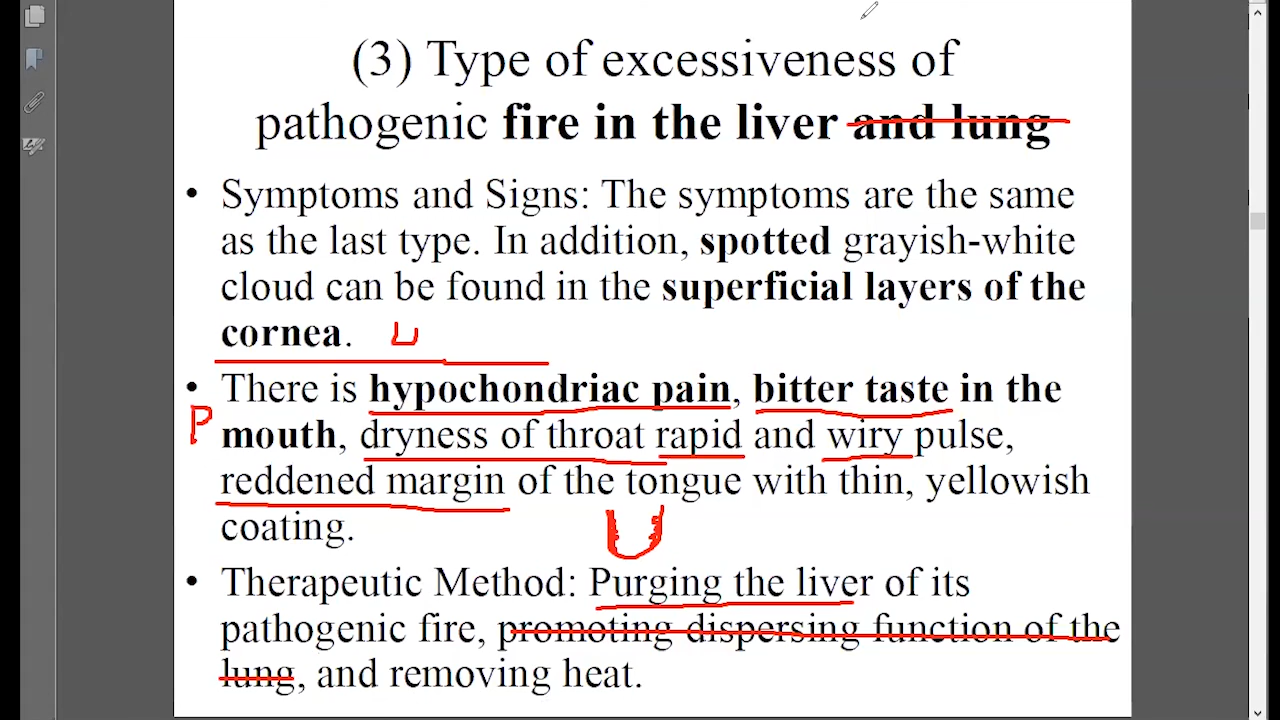 (3) Type of excessiveness of
pathogenic fire in the liver and lung
• Symptoms and Signs: The symptoms are the same
as the last type. In addition, spotted grayish-white
cloud can be found in the superficial layers of the
cornea.
• There is hypochondriac pain, bitter taste in the
P
mouth, dryness of throat rapid and wiry pulse,
reddened margin of the tongue with thin, yellowish
coating.
• Therapeutic Method: Purging the liver of its
pathogenic fire, promoting dispersing function of the
lung, and removing heat.